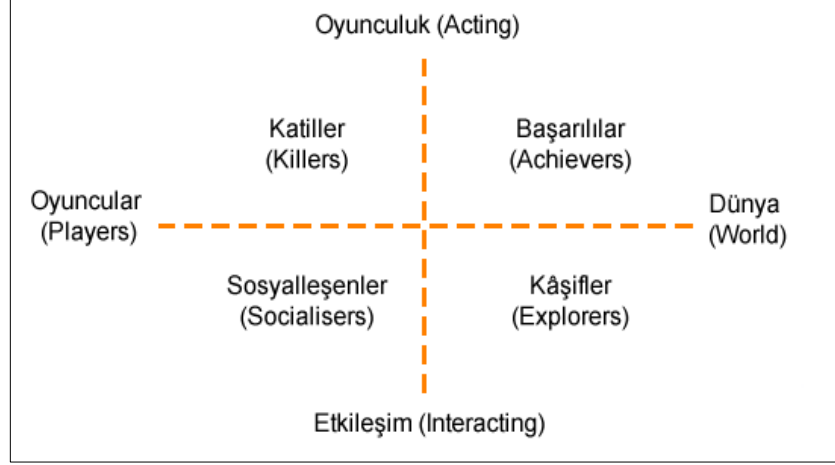 Oyunculuk (Acting)
Katiller
(Killers)
Başarılılar
(Achievers)
Oyuncular
(Players)
Dünya
(World)
Sosyalleşenler
(Socialisers)
Kâşifler
(Explorers)
Etkileşim (Interacting)